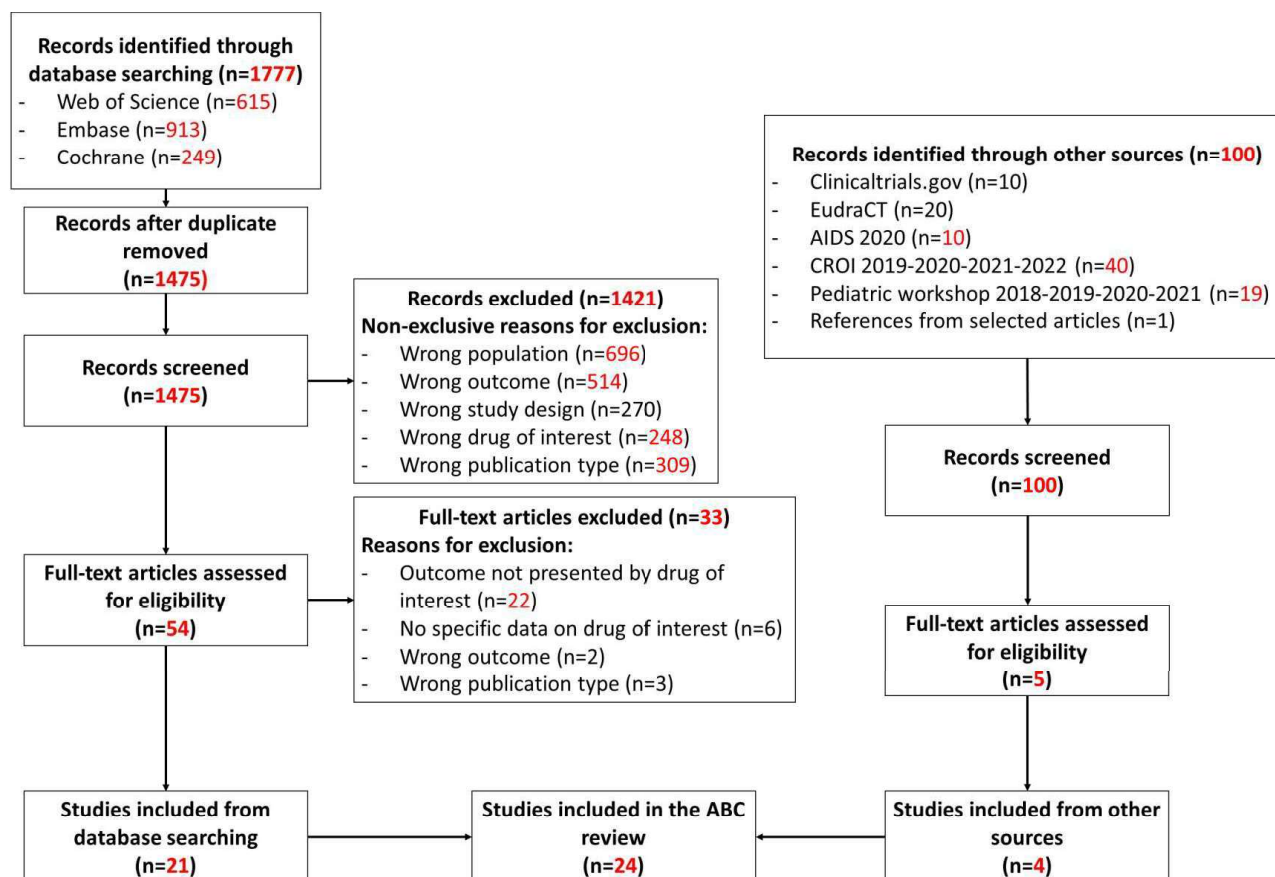 Records identified through
database searching (n=1777)
- Web of Science (n=615)
- Embase (n=913)
- Cochrane (n=249)
Records after duplicate
removed
(n=1475)
Records screened
(n=1475)
Records excluded (n=1421)
Non-exclusive reasons for exclusion:
- Wrong population (n=696)
- Wrong outcome (n=514)
- Wrong study design (n=270)
- Wrong drug of interest (n=248)
- Wrong publication type (n=309)
Full-text articles assessed
for eligibility
(n=54)
Full-text articles excluded (n=33)
Reasons for exclusion:
- Outcome not presented by drug of
interest (n=22)
- No specific data on drug of interest (n=6)
- Wrong outcome (n=2)
- Wrong publication type (n=3)
Studies included from
database searching
(n=21)
Studies included in the ABC
review
(n=24)
Records identified through other sources (n=100)
- Clinicaltrials.gov (n=10)
- EudraCT (n=20)
- AIDS 2020 (n=10)
- CROI 2019-2020-2021-2022 (n=40)
- Pediatric workshop 2018-2019-2020-2021 (n=19)
- References from selected articles (n=1)
Records screened
(n=100)
Full-text articles assessed
for eligibility
(n=5)
Studies included from other
sources
(n=4)